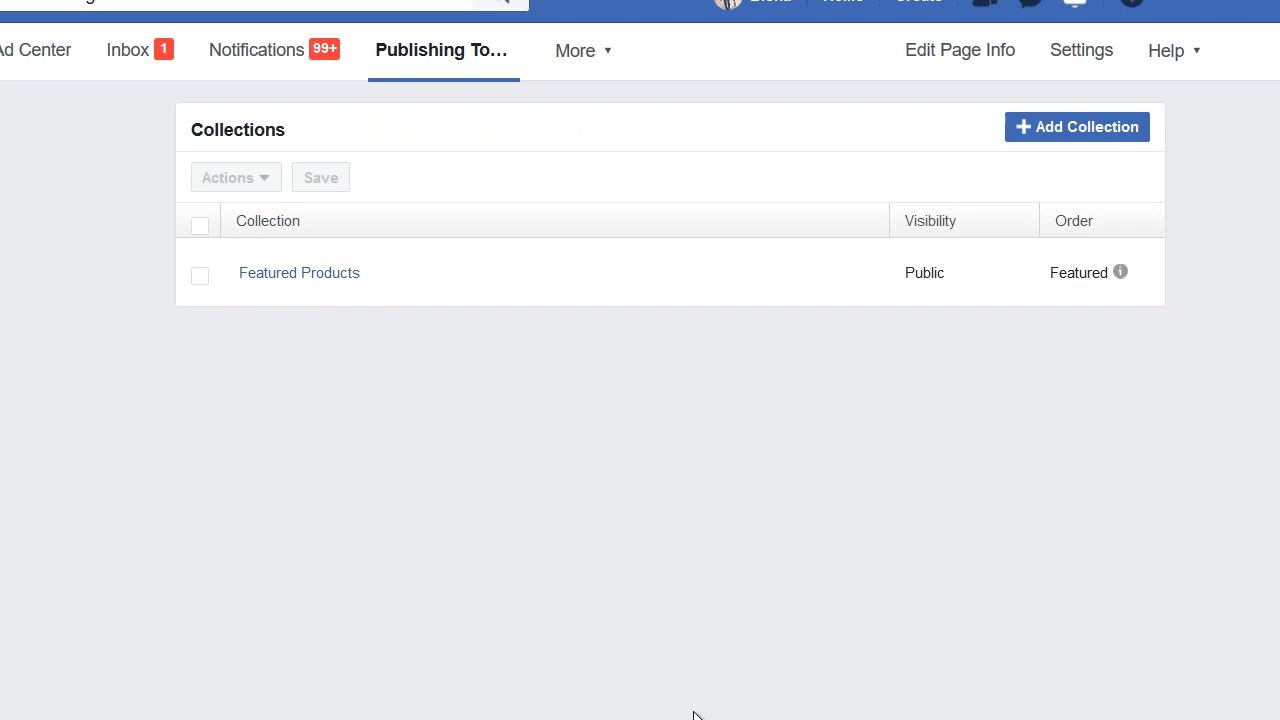 Ad Center Inbox 1 Notifications 99+ Publishing To... More Edit Page Info Settings Help
Collections
+ Add Collection
Actions Save
Collection Visibility Order
Featured Products Public Featured